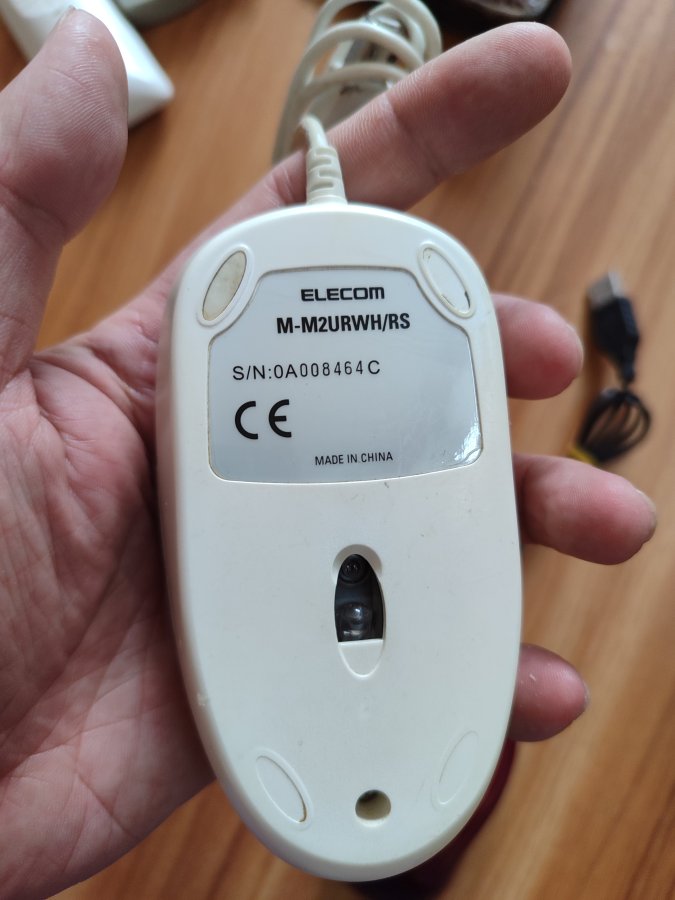 ELECOM
M-M2URWH/RS
S/N:0A008464C
CE
MADE IN CHINA